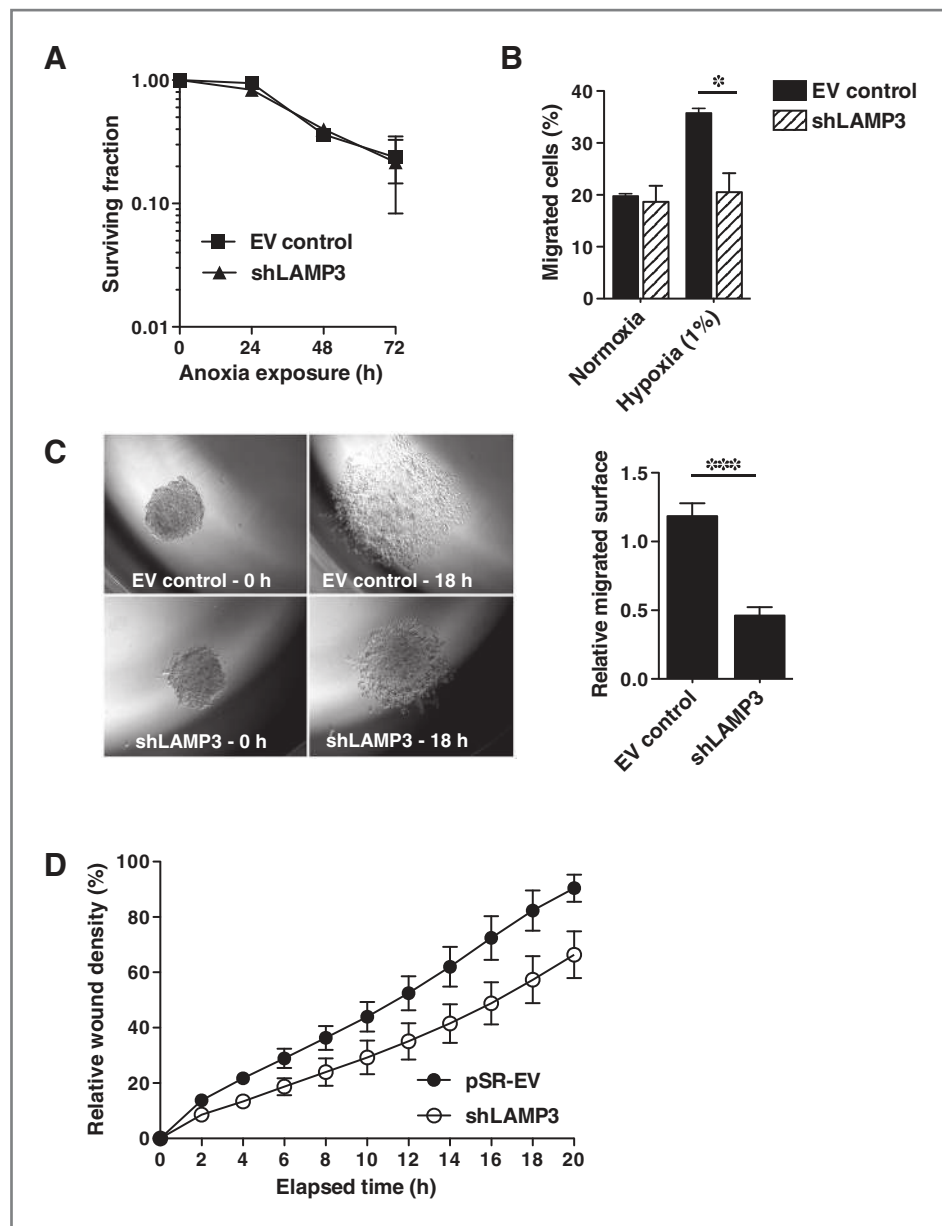 A
1.00
0.10
0.01
Surviving fraction
EV control
shLAMP3
0 24 48 72
Anoxia exposure (h)
B
40
30
20
10
0
Migrated cells (%)
*
EV control
shLAMP3
Normoxia
Hypoxia (1%)
C
EV control - 0 h
EV control - 18 h
shLAMP3 - 0 h
shLAMP3 - 18 h
1.5
1.0
0.5
0.0
Relative migrated surface
***
EV control
shLAMP3
D
100
80
60
40
20
0
Relative wound density (%)
pSR-EV
shLAMP3
0 2 4 6 8 10 12 14 16 18 20
Elapsed time (h)